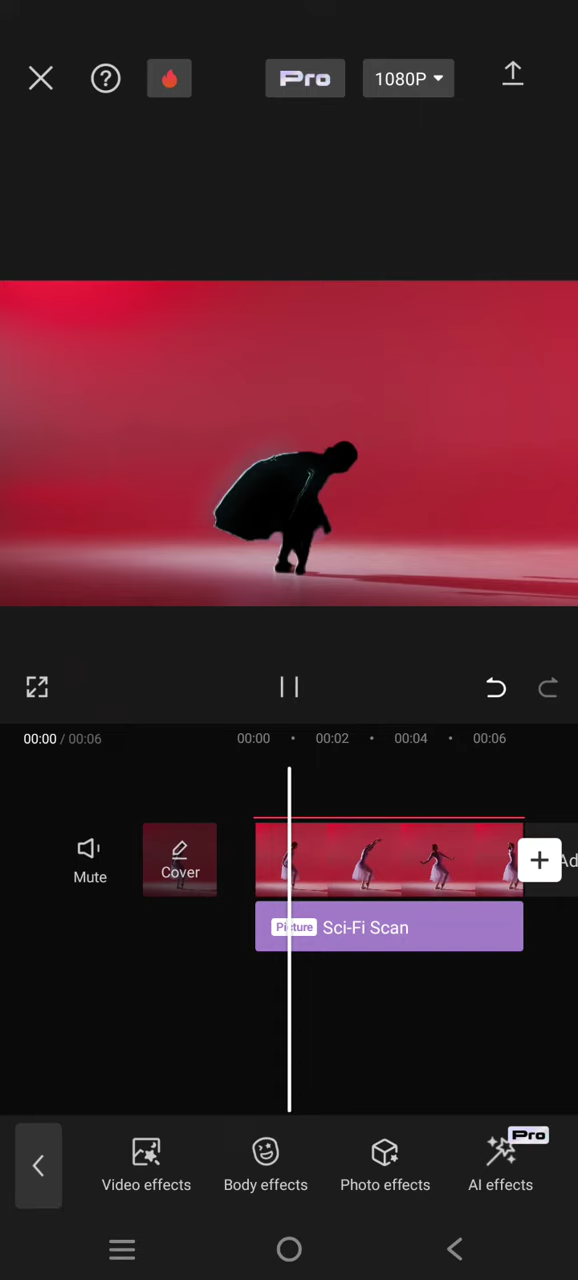 Pro 1080P
00:00 / 00:06 00:00 00:02 00:04 00:06
Mute Cover Ad
Picture Sci-Fi Scan
Pro
Video effects Body effects Photo effects AI effects